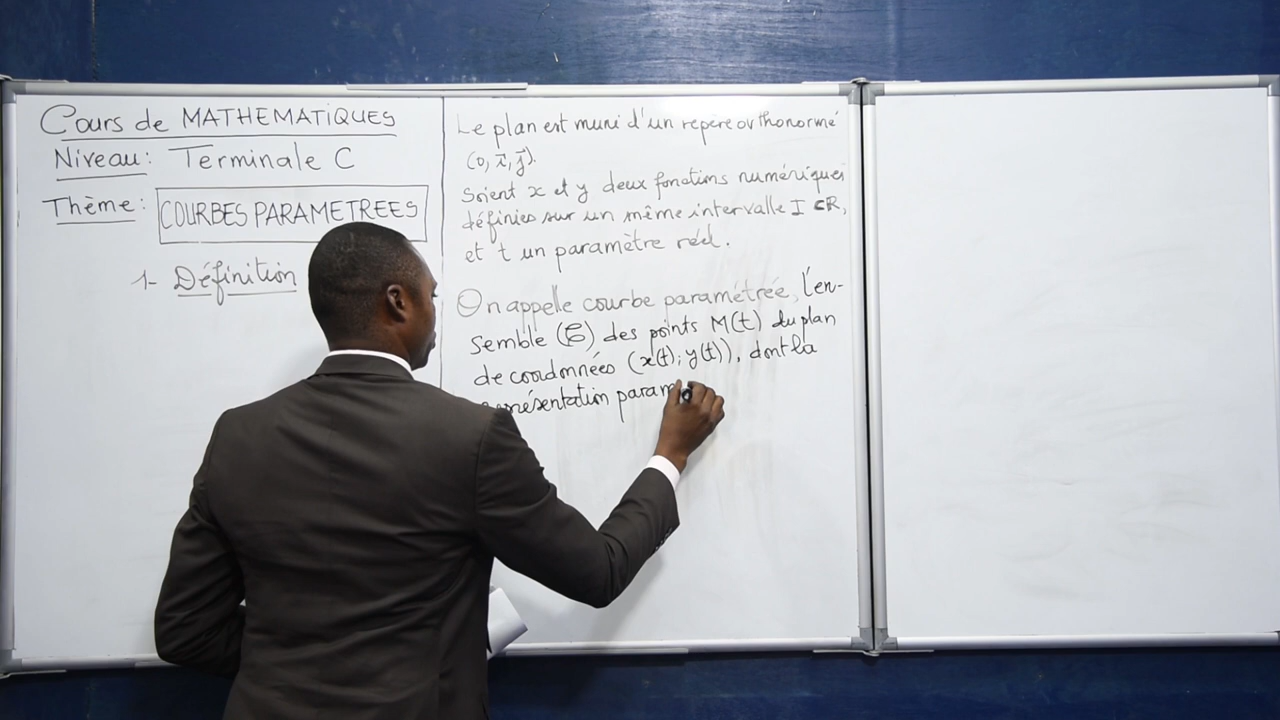 Cours de MATHEMATIQUES
Niveau: Terminale C
Thème: COURBES PARAMETREES
1- Définition
Le plan est muni d'un repère orthonormé
(o, i, j).
Soient x et y deux fonctions numériques
définies sur un même intervalle I ⊂ R,
et t un paramètre réel.
On appelle courbe paramétrée, l'en-
semble (C) des points M(t) du plan
de coordonnées (x(t); y(t)), dont la
représentation param